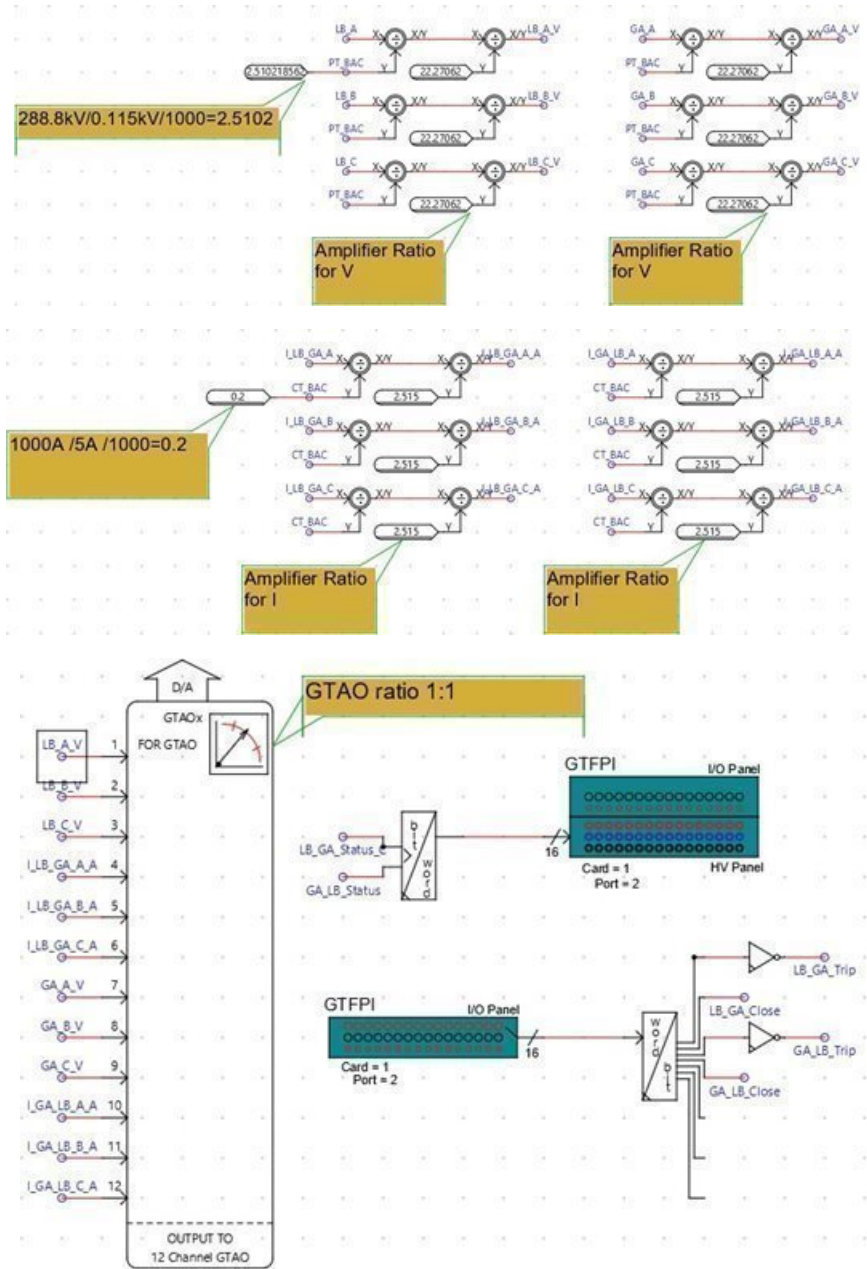 LB_A X X/Y X X/Y LB_A_V GA_A X X/Y X X/Y GA_A_V
2.510218562 PT_BAC Y 22.27062 Y PT_BAC Y 22.27062 Y
288.8kV/0.115kV/1000=2.5102
LB_B X X/Y X X/Y LB_B_V GA_B X X/Y X X/Y GA_B_V
PT_BAC Y 22.27062 Y PT_BAC Y 22.27062 Y
LB_C X X/Y X X/Y LB_C_V GA_C X X/Y X X/Y GA_C_V
PT_BAC Y 22.27062 Y PT_BAC Y 22.27062 Y
Amplifier Ratio
for V
Amplifier Ratio
for V
I_LB_GA_A X X/Y X X/Y I_LB_GA_A_A I_GA_LB_A X X/Y X X/Y I_GA_LB_A_A
0.2 CT_BAC Y 2.515 Y CT_BAC Y 2.515 Y
1000A /5A /1000=0.2
I_LB_GA_B X X/Y X X/Y I_LB_GA_B_A I_GA_LB_B X X/Y X X/Y I_GA_LB_B_A
CT_BAC Y 2.515 Y CT_BAC Y 2.515 Y
I_LB_GA_C X X/Y X X/Y I_LB_GA_C_A I_GA_LB_C X X/Y X X/Y I_GA_LB_C_A
CT_BAC Y 2.515 Y CT_BAC Y 2.515 Y
Amplifier Ratio
for I
Amplifier Ratio
for I
D/A
GTAO ratio 1:1
GTAOx
FOR GTAO
LB_A_V 1
LB_B_V 2
LB_C_V 3
I_LB_GA_A_A 4
I_LB_GA_B_A 5
I_LB_GA_C_A 6
GA_A_V 7
GA_B_V 8
GA_C_V 9
I_GA_LB_A_A 10
I_GA_LB_B_A 11
I_GA_LB_C_A 12
OUTPUT TO
12 Channel GTAO
GTFPI
I/O Panel
LB_GA_Status_C
GA_LB_Status
bit
word
16
Card = 1
Port = 2
HV Panel
GTFPI
I/O Panel
16
Card = 1
Port = 2
word
bit
LB_GA_Trip
LB_GA_Close
GA_LB_Trip
GA_LB_Close